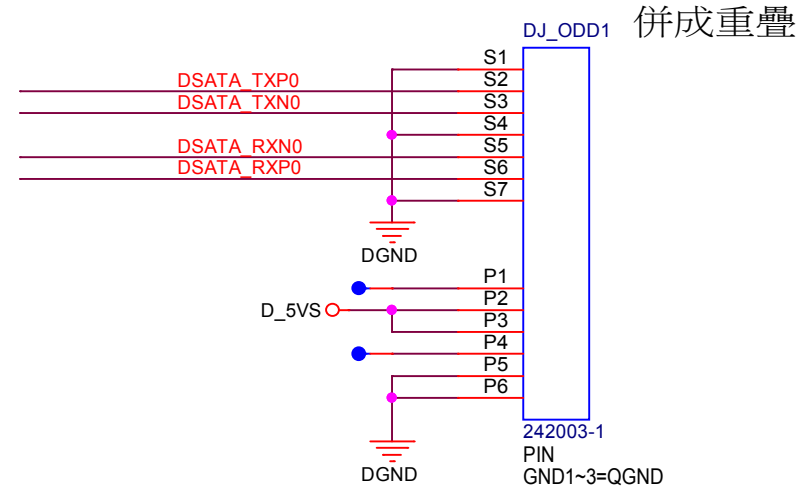 DJ_ODD1 併成重疊
S1
DSATA_TXP0 S2
DSATA_TXN0 S3
S4
DSATA_RXN0 S5
DSATA_RXP0 S6
S7
DGND
P1
D_5VS P2
P3
P4
P5
P6
242003-1
PIN
DGND GND1~3=QGND